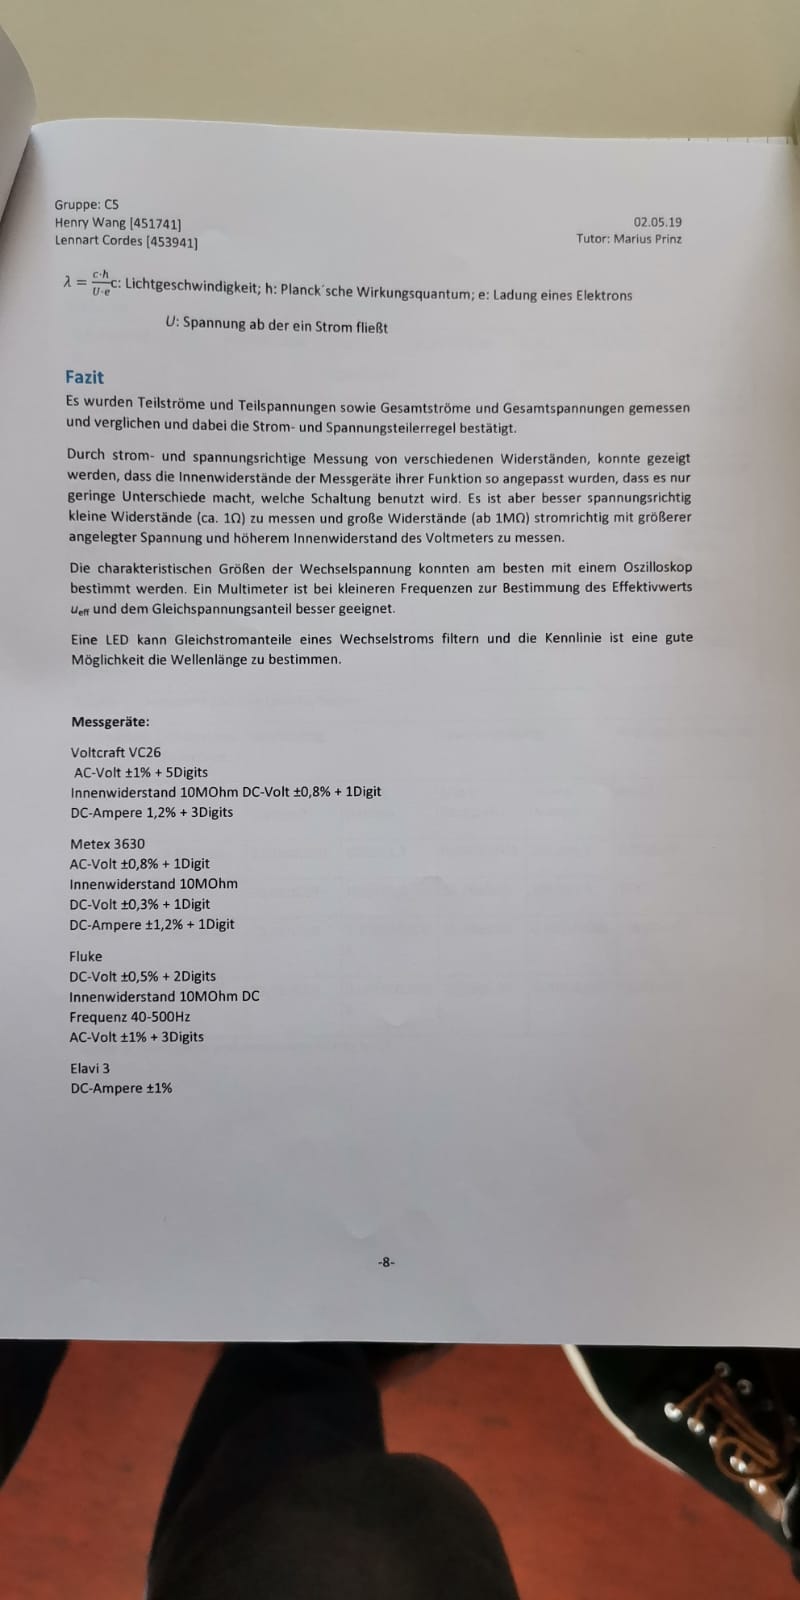 Gruppe: C5
Henry Wang [451741]
Lennart Cordes [453941]
02.05.19
Tutor: Marius Prinz
λ = c·h/U·e c: Lichtgeschwindigkeit; h: Planck´sche Wirkungsquantum; e: Ladung eines Elektrons
U: Spannung ab der ein Strom fließt
Fazit
Es wurden Teilströme und Teilspannungen sowie Gesamtströme und Gesamtspannungen gemessen
und verglichen und dabei die Strom- und Spannungsteilerregel bestätigt.
Durch strom- und spannungsrichtige Messung von verschiedenen Widerständen, konnte gezeigt
werden, dass die Innenwiderstände der Messgeräte ihrer Funktion so angepasst wurden, dass es nur
geringe Unterschiede macht, welche Schaltung benutzt wird. Es ist aber besser spannungsrichtig
kleine Widerstände (ca. 1Ω) zu messen und große Widerstände (ab 1MΩ) stromrichtig mit größerer
angelegter Spannung und höherem Innenwiderstand des Voltmeters zu messen.
Die charakteristischen Größen der Wechselspannung konnten am besten mit einem Oszilloskop
bestimmt werden. Ein Multimeter ist bei kleineren Frequenzen zur Bestimmung des Effektivwerts
u_eff und dem Gleichspannungsanteil besser geeignet.
Eine LED kann Gleichstromanteile eines Wechselstroms filtern und die Kennlinie ist eine gute
Möglichkeit die Wellenlänge zu bestimmen.
Messgeräte:
Voltcraft VC26
AC-Volt ±1% + 5Digits
Innenwiderstand 10MOhm DC-Volt ±0,8% + 1Digit
DC-Ampere 1,2% + 3Digits
Metex 3630
AC-Volt ±0,8% + 1Digit
Innenwiderstand 10MOhm
DC-Volt ±0,3% + 1Digit
DC-Ampere ±1,2% + 1Digit
Fluke
DC-Volt ±0,5% + 2Digits
Innenwiderstand 10MOhm DC
Frequenz 40-500Hz
AC-Volt ±1% + 3Digits
Elavi 3
DC-Ampere ±1%
-8-